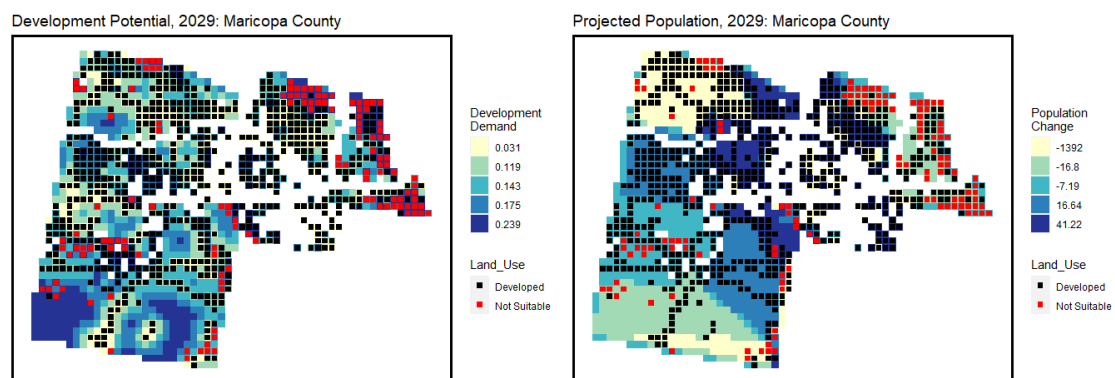 Development Potential, 2029: Maricopa County
Development
Demand
0.031
0.119
0.143
0.175
0.239
Land_Use
Developed
Not Suitable
Projected Population, 2029: Maricopa County
Population
Change
-1392
-16.8
-7.19
16.64
41.22
Land_Use
Developed
Not Suitable